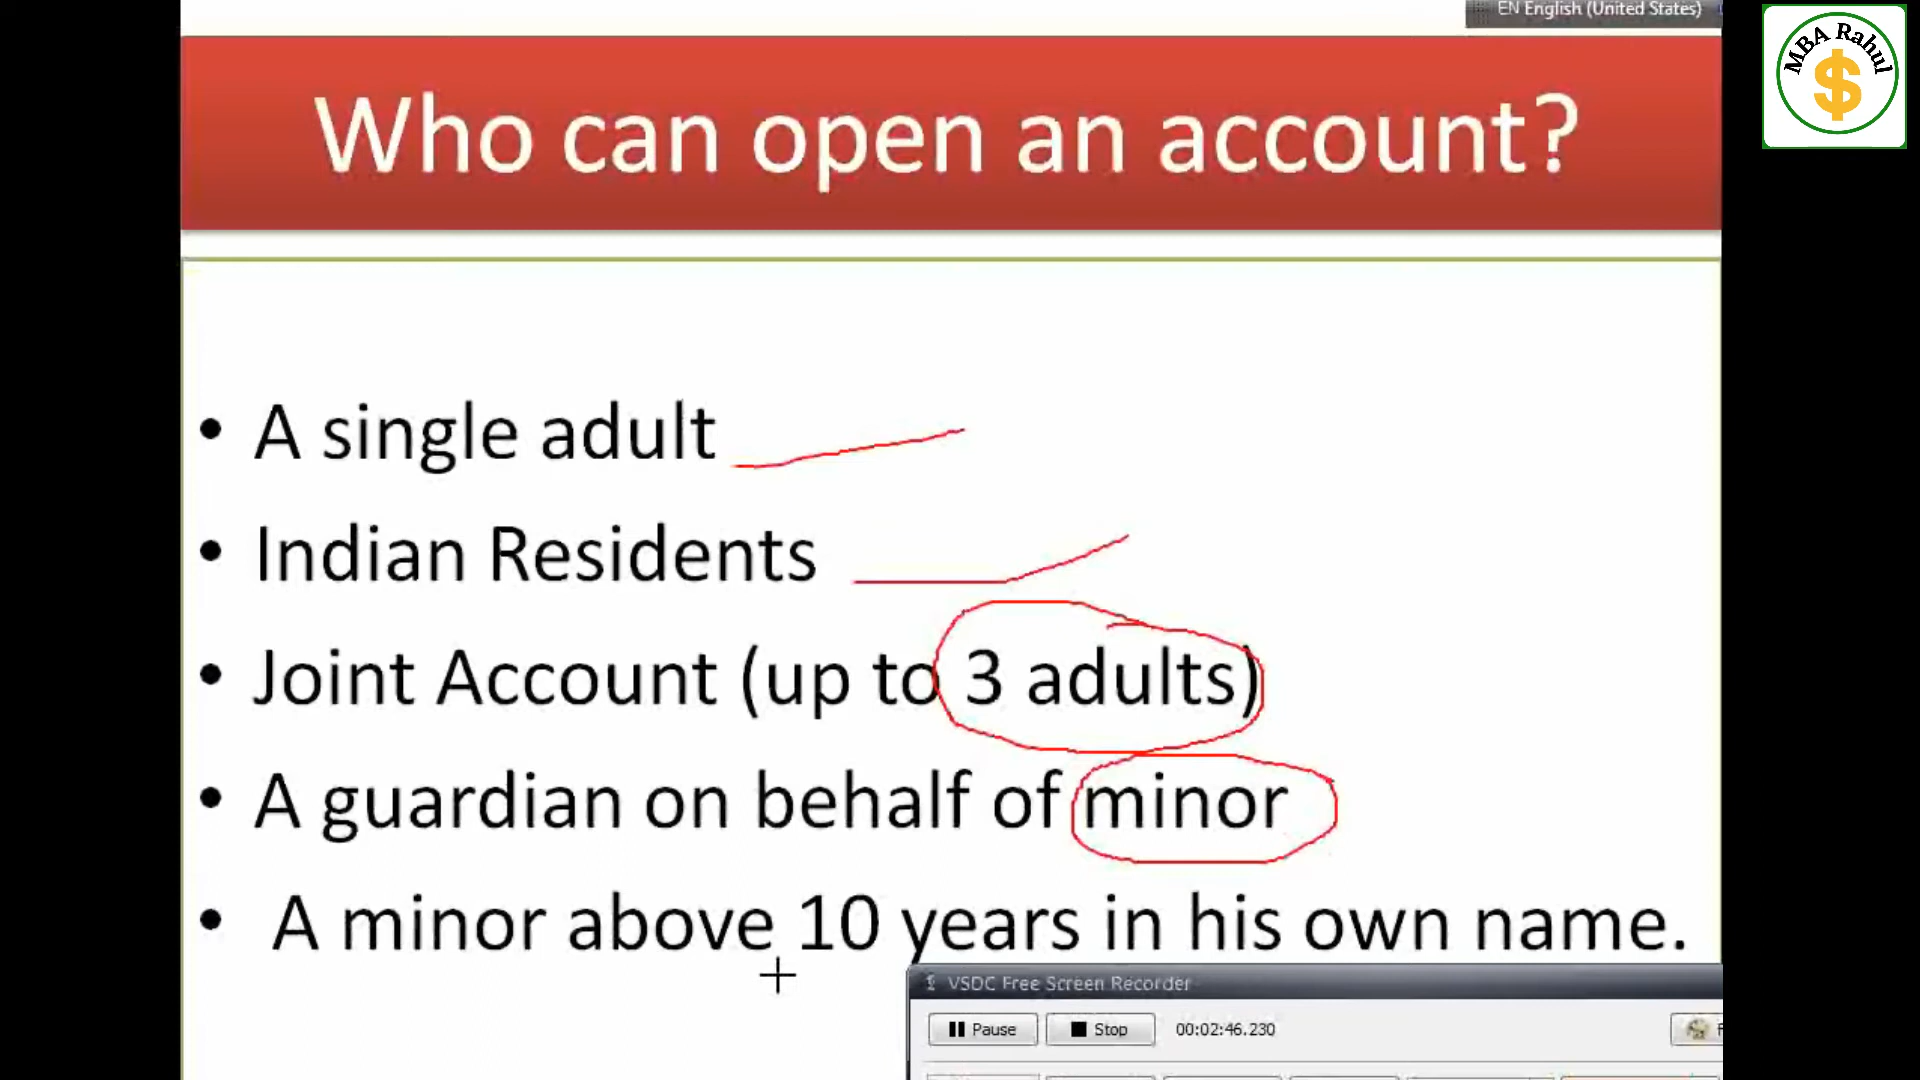 EN English (United States)
MBA Rahul
$
Who can open an account?
• A single adult
• Indian Residents
• Joint Account (up to 3 adults)
• A guardian on behalf of minor
• A minor above 10 years in his own name.
VSDC Free Screen Recorder
Pause Stop 00:02:46.230